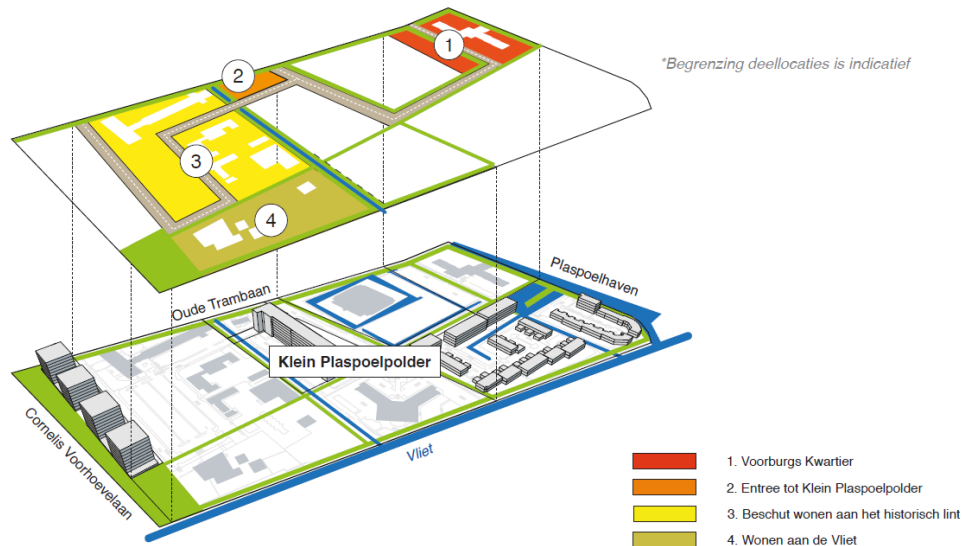 1
2
3
4
*Begrenzing deellocaties is indicatief
Oude Trambaan
Plaspoelhaven
Klein Plaspoelpolder
Cornelis Voorhoevelaan
Vliet
1. Voorburgs Kwartier
2. Entree tot Klein Plaspoelpolder
3. Beschut wonen aan het historisch lint
4. Wonen aan de Vliet